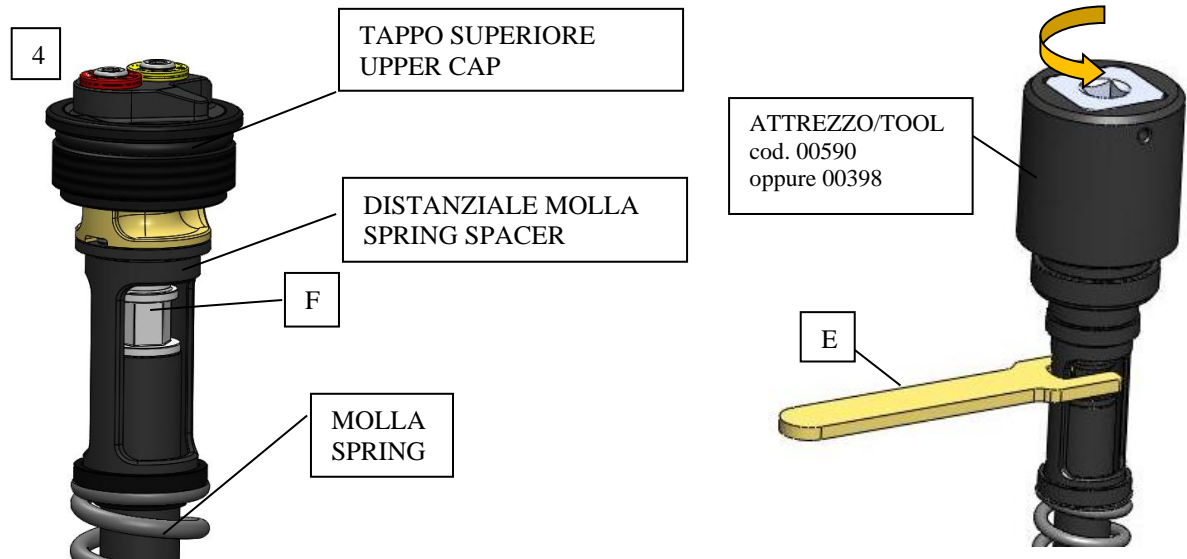 4
TAPPO SUPERIORE
UPPER CAP
DISTANZIALE MOLLA
SPRING SPACER
F
MOLLA
SPRING
ATTREZZO/TOOL
cod. 00590
oppure 00398
E